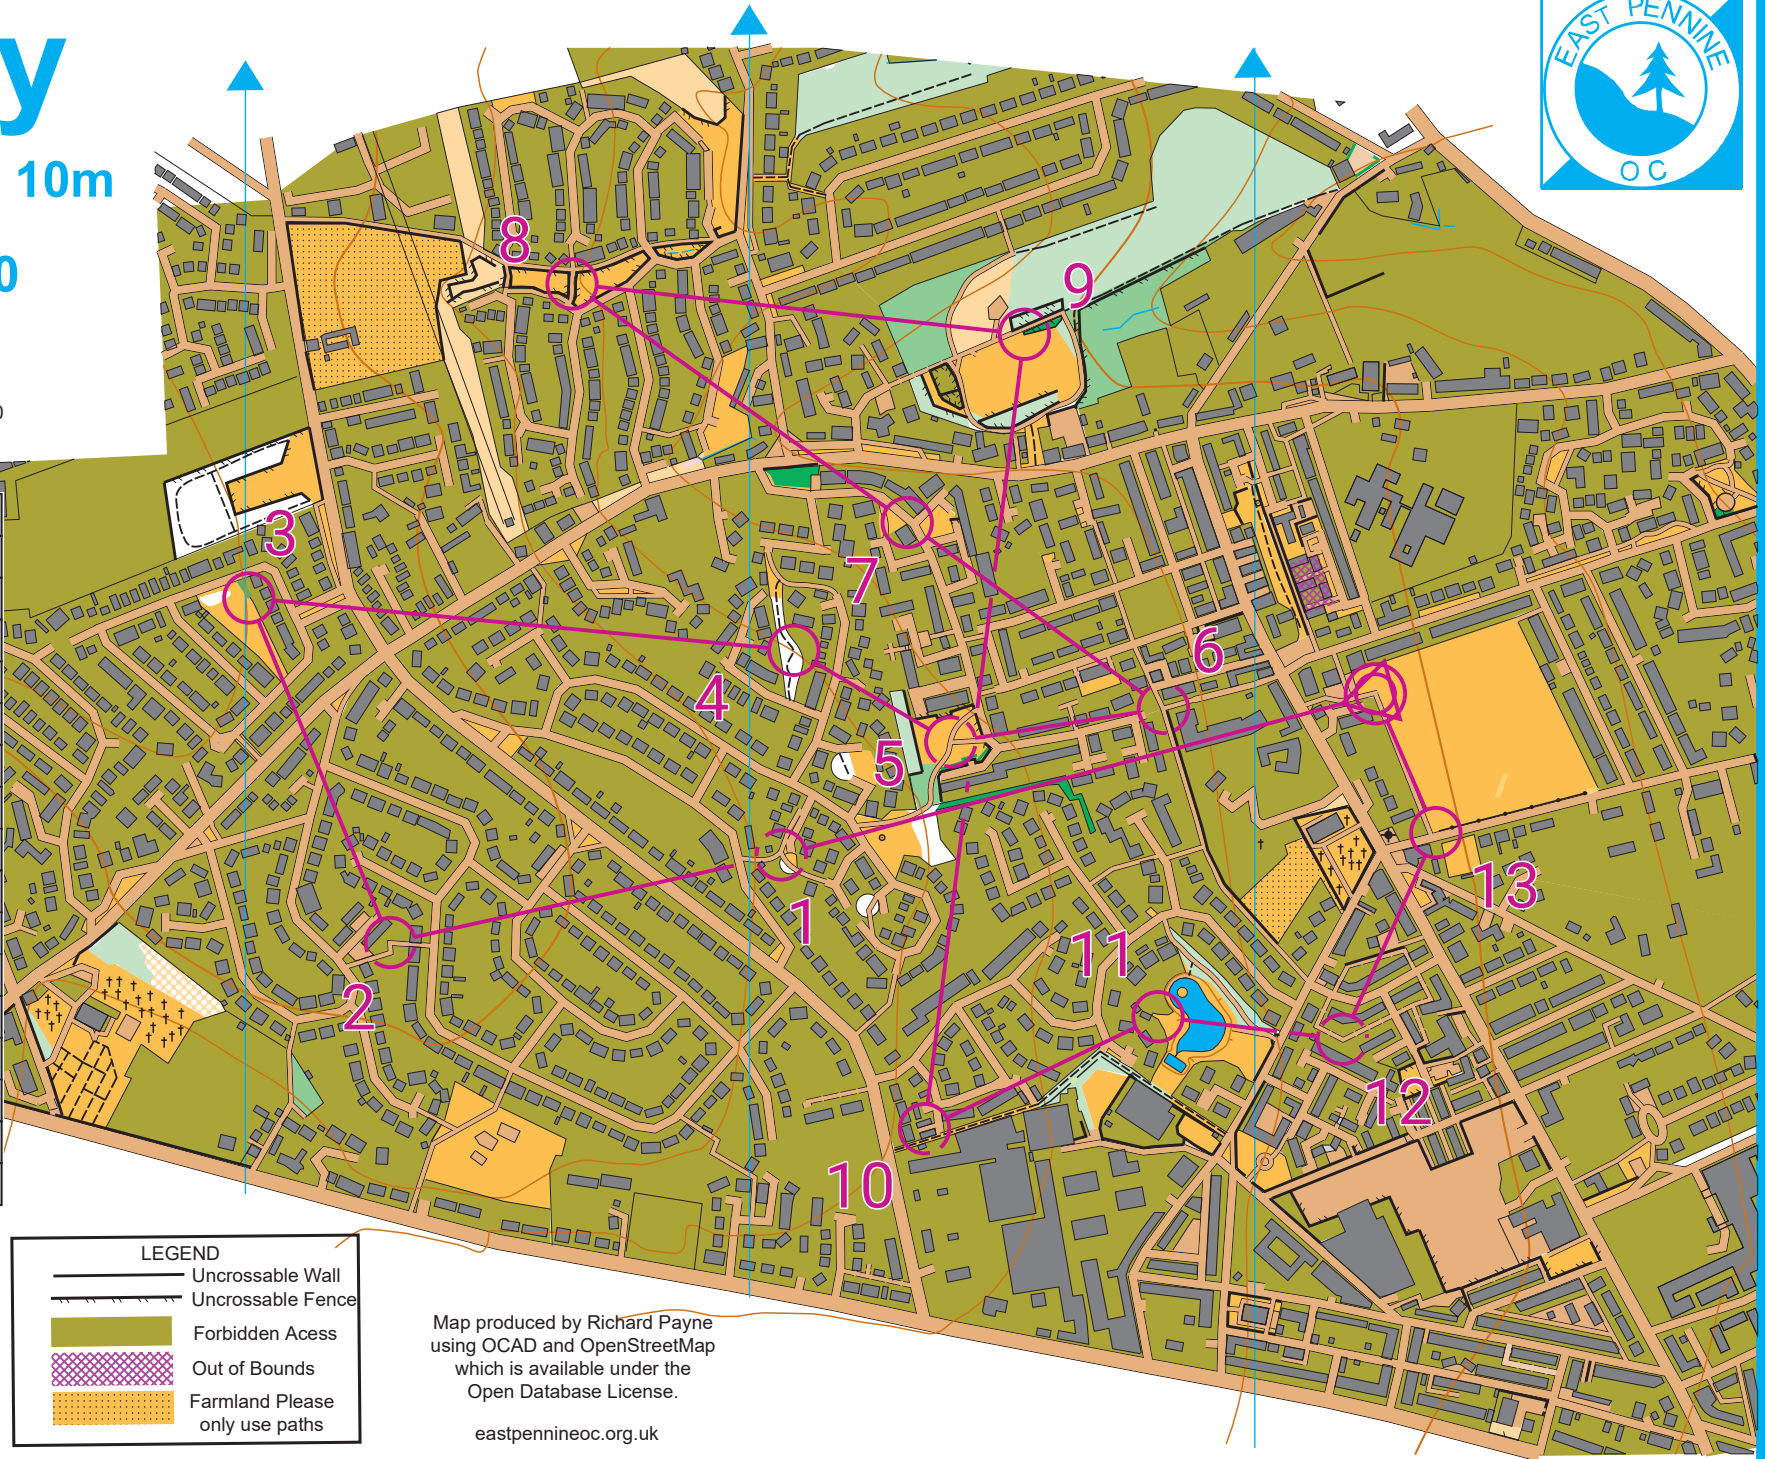 y
10m
0
EAST PENNINE
OC
8
9
3
7
6
4
5
1
13
11
2
12
10
LEGEND
Uncrossable Wall
Uncrossable Fence
Forbidden Acess
Out of Bounds
Farmland Please
only use paths
Map produced by Richard Payne
using OCAD and OpenStreetMap
which is available under the
Open Database License.
eastpennineoc.org.uk